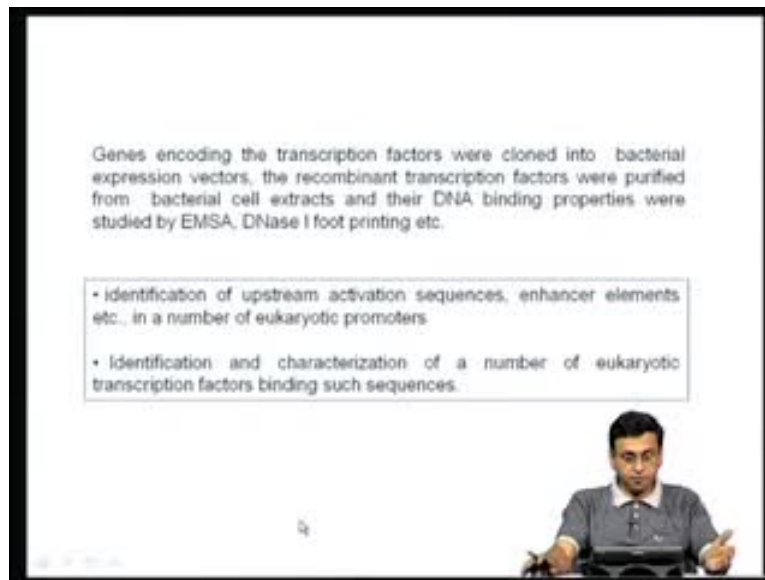 Genes encoding the transcription factors were cloned into bacterial
expression vectors, the recombinant transcription factors were purified
from bacterial cell extracts and their DNA binding properties were
studied by EMSA, DNase I foot printing etc.
• identification of upstream activation sequences, enhancer elements
etc., in a number of eukaryotic promoters
• Identification and characterization of a number of eukaryotic
transcription factors binding such sequences.